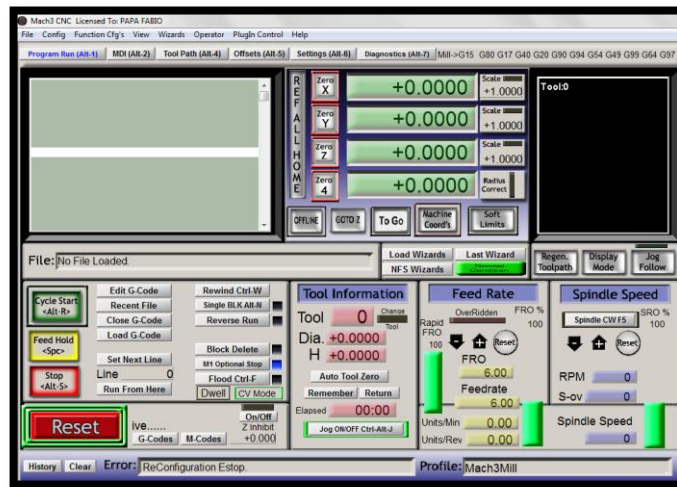 Mach3 CNC Licensed To: PAPA FABIO
File Config Function Cfg's View Wizards Operator PlugIn Control Help
Program Run (Alt-1) MDI (Alt-2) Tool Path (Alt-4) Offsets (Alt-5) Settings (Alt-6) Diagnostics (Alt-7) Mill->G15 G80 G17 G40 G20 G90 G94 G54 G49 G99 G64 G97
REF ALL HOME
Zero X +0.0000 Scale +1.0000
Zero Y +0.0000 Scale +1.0000
Zero Z +0.0000 Scale +1.0000
Zero 4 +0.0000 Radius Correct
OFFLINE GOTO Z To Go Machine Coord's Soft Limits
Tool:0
File: No File Loaded.
Load Wizards Last Wizard
NFS Wizards
Regen. Toolpath Display Mode Jog Follow
Cycle Start <Alt-R>
Feed Hold <Spc>
Stop <Alt-S>
Edit G-Code Rewind Ctrl-W
Recent File Single BLK Alt-N
Close G-Code Reverse Run
Load G-Code
Block Delete
Set Next Line M1 Optional Stop
Line 0 Flood Ctrl-F
Run From Here Dwell CV Mode
Reset
ive.....
G-Codes M-Codes
On/Off
Z Inhibit
+0.000
Tool Information
Tool 0 Change Tool
Dia. +0.0000
H +0.0000
Auto Tool Zero
Remember Return
Elapsed 00:00
Jog ON/OFF Ctrl-Alt-J
Feed Rate
OverRidden FRO %
100
Rapid FRO
100
Reset
FRO
6.00
Feedrate
6.00
Units/Min 0.00
Units/Rev 0.00
Spindle Speed
Spindle CW F5 SRO %
100
Reset
RPM 0
S-ov 0
Spindle Speed
0
History Clear Error: ReConfiguration Estop. Profile: Mach3Mill